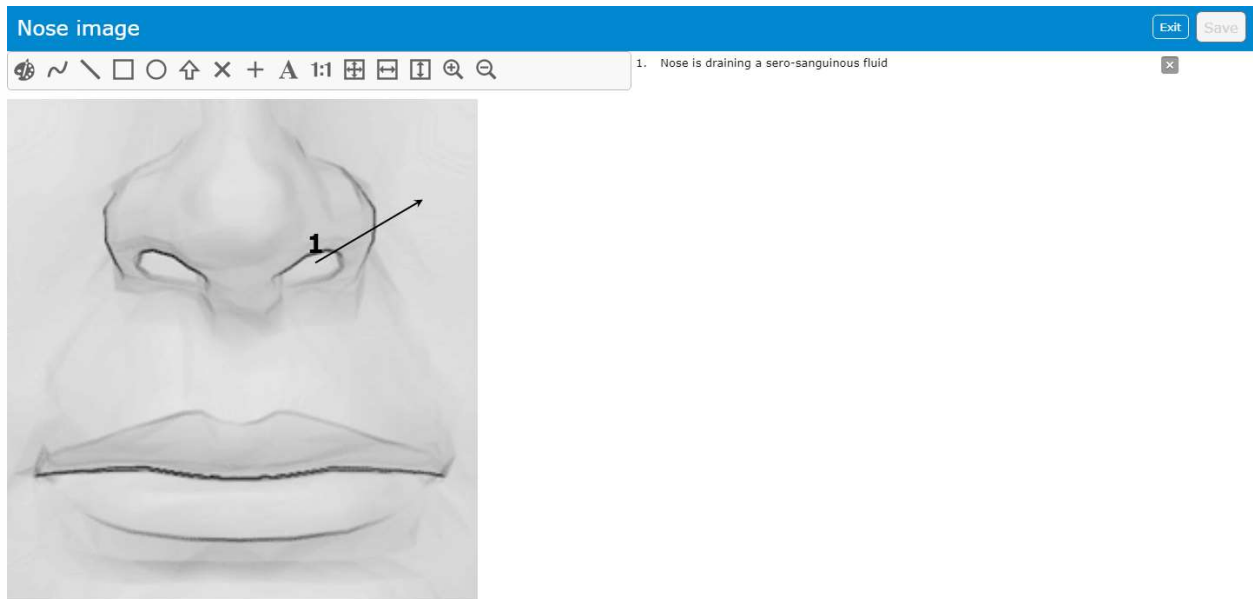 Nose image
Exit
Save
A
1:1
1. Nose is draining a sero-sanguinous fluid
1